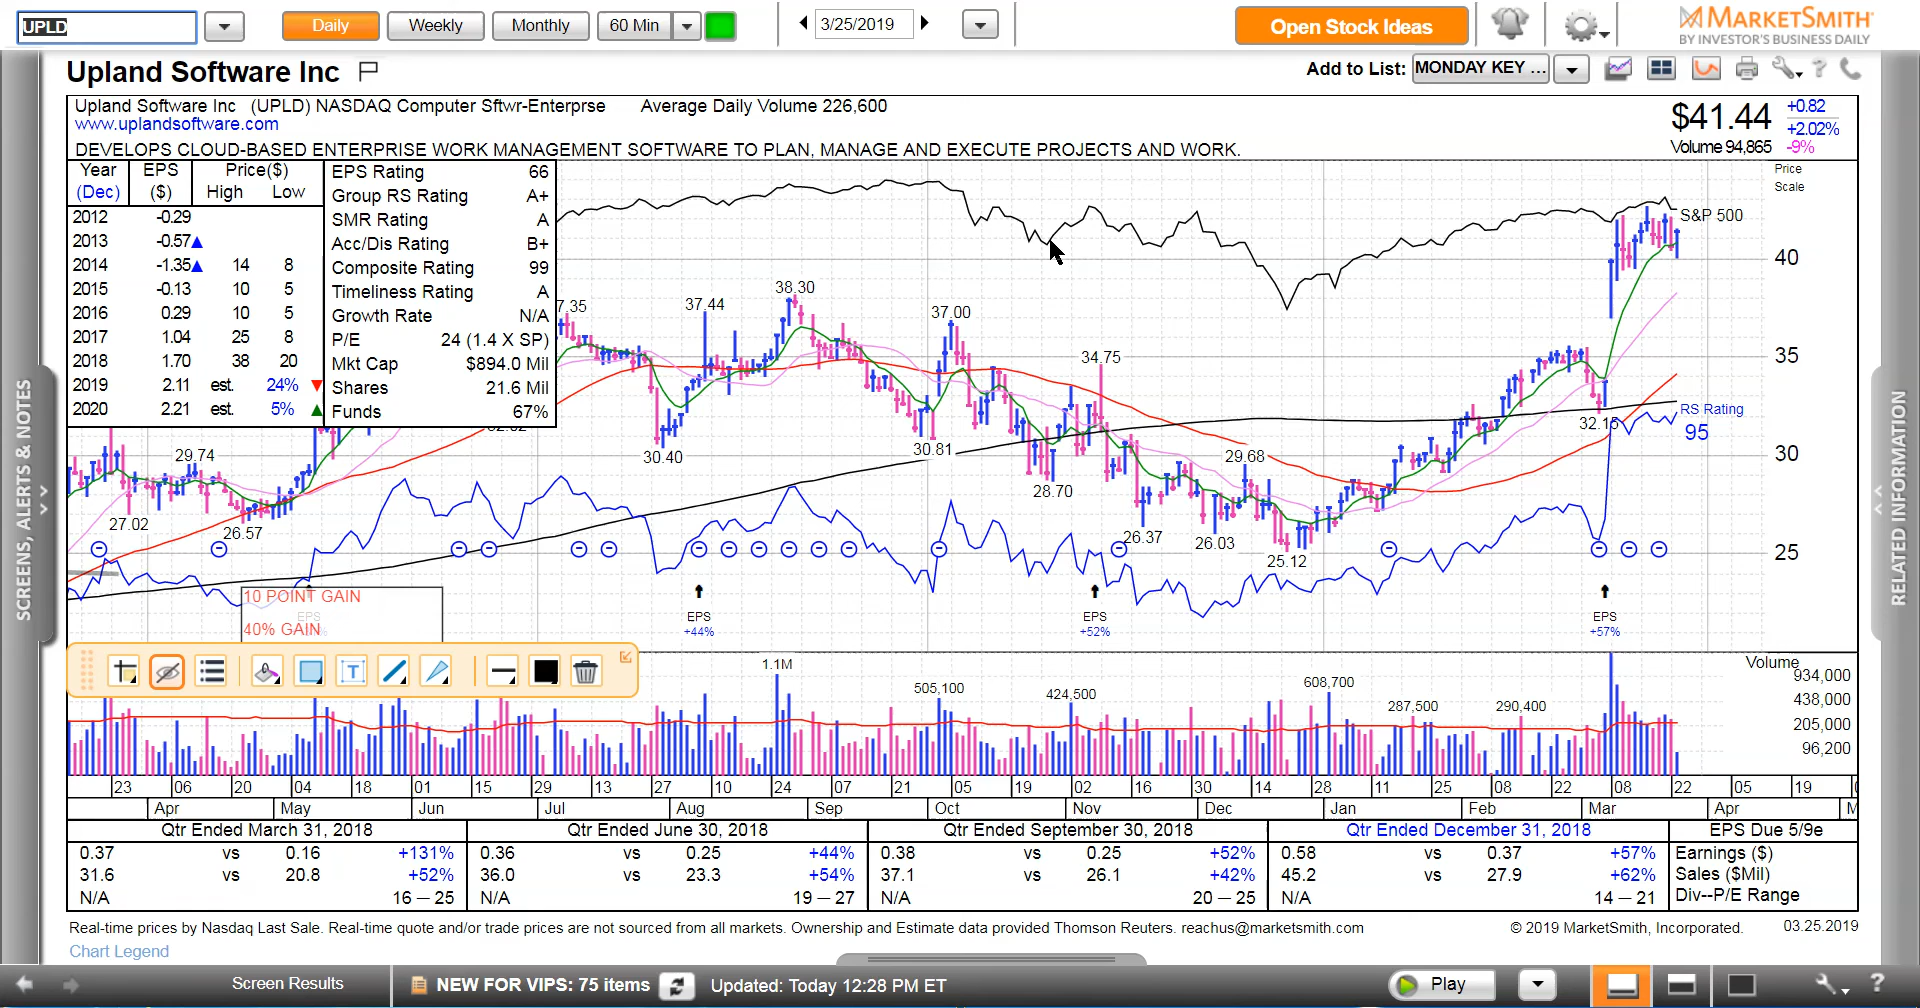 UPLD
Daily
Weekly
Monthly
60 Min
3/25/2019
Open Stock Ideas
MARKETSMITH
BY INVESTOR'S BUSINESS DAILY
Upland Software Inc
Add to List: MONDAY KEY ...
Upland Software Inc (UPLD) NASDAQ Computer Sftwr-Enterprse Average Daily Volume 226,600
www.uplandsoftware.com
DEVELOPS CLOUD-BASED ENTERPRISE WORK MANAGEMENT SOFTWARE TO PLAN, MANAGE AND EXECUTE PROJECTS AND WORK.
$41.44 +0.82
+2.02%
Volume 94,865 -9%
Year EPS Price($)
(Dec) ($) High Low
2012 -0.29
2013 -0.57
2014 -1.35 14 8
2015 -0.13 10 5
2016 0.29 10 5
2017 1.04 25 8
2018 1.70 38 20
2019 2.11 est. 24%
2020 2.21 est. 5%
EPS Rating 66
Group RS Rating A+
SMR Rating A
Acc/Dis Rating B+
Composite Rating 99
Timeliness Rating A
Growth Rate N/A
P/E 24 (1.4 X SP)
Mkt Cap $894.0 Mil
Shares 21.6 Mil
Funds 67%
Price
Scale
S&P 500
40
35
30
25
RS Rating
95
7.35
37.44
38.30
37.00
34.75
29.74
27.02
26.57
30.40
30.81
28.70
26.37
26.03
29.68
25.12
32.15
10 POINT GAIN
40% GAIN
EPS
+44%
EPS
+52%
EPS
+57%
Volume
934,000
438,000
205,000
96,200
1.1M
505,100
424,500
608,700
287,500
290,400
23 06 20 04 18 01 15 29 13 27 10 24 07 21 05 19 02 16 30 14 28 11 25 08 22 08 22 05 19
Apr May Jun Jul Aug Sep Oct Nov Dec Jan Feb Mar Apr M
Qtr Ended March 31, 2018 Qtr Ended June 30, 2018 Qtr Ended September 30, 2018 Qtr Ended December 31, 2018 EPS Due 5/9e
0.37 vs 0.16 +131% 0.36 vs 0.25 +44% 0.38 vs 0.25 +52% 0.58 vs 0.37 +57% Earnings ($)
31.6 vs 20.8 +52% 36.0 vs 23.3 +54% 37.1 vs 26.1 +42% 45.2 vs 27.9 +62% Sales ($Mil)
N/A 16 — 25 N/A 19 — 27 N/A 20 — 25 N/A 14 — 21 Div--P/E Range
Real-time prices by Nasdaq Last Sale. Real-time quote and/or trade prices are not sourced from all markets. Ownership and Estimate data provided Thomson Reuters. reachus@marketsmith.com © 2019 MarketSmith, Incorporated. 03.25.2019
Chart Legend
SCREENS, ALERTS & NOTES
RELATED INFORMATION
Screen Results
NEW FOR VIPS: 75 items
Updated: Today 12:28 PM ET
Play